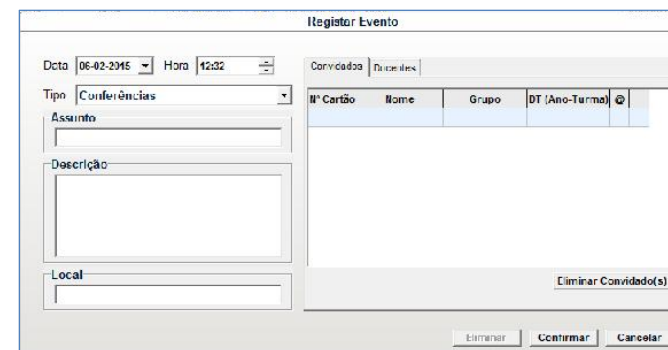 Registar Evento
Data 06-02-2015 Hora 12:32
Tipo Conferências
Assunto
Descrição
Local
Convidados Docentes
Nº Cartão Nome Grupo DT (Ano-Turma) @
Eliminar Convidado(s)
Eliminar Confirmar Cancelar